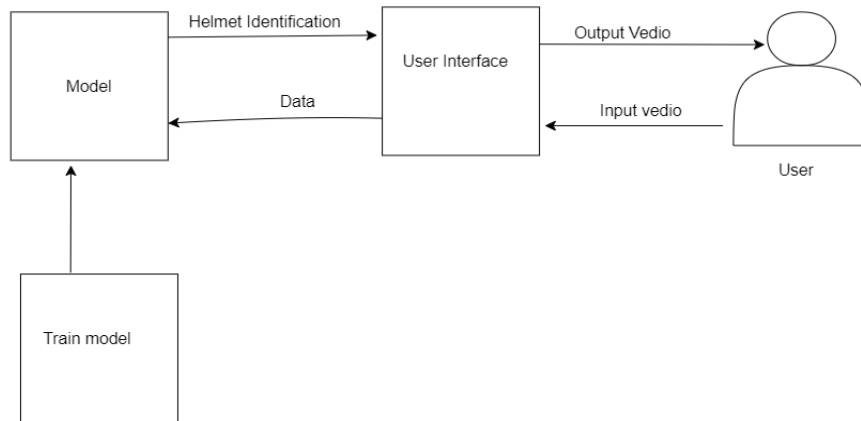 Helmet Identification
Output Vedio
User Interface
Model
Data
Input vedio
User
Train model